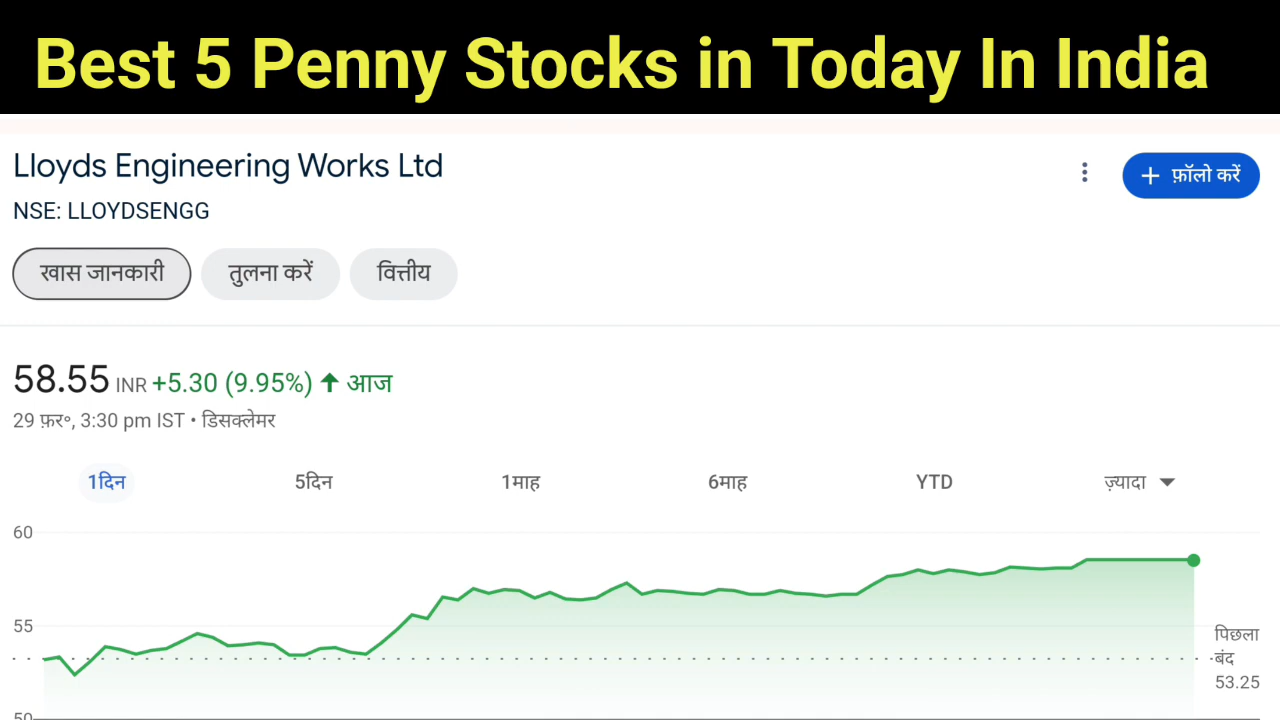 Best 5 Penny Stocks in Today In India
Lloyds Engineering Works Ltd
+ फ़ॉलो करें
NSE: LLOYDSENGG
खास जानकारी तुलना करें वित्तीय
58.55 INR +5.30 (9.95%) ↑ आज
29 फ़र॰, 3:30 pm IST • डिसक्लेमर
1दिन 5दिन 1माह 6माह YTD ज़्यादा
60
55
पिछला
बंद
53.25
50